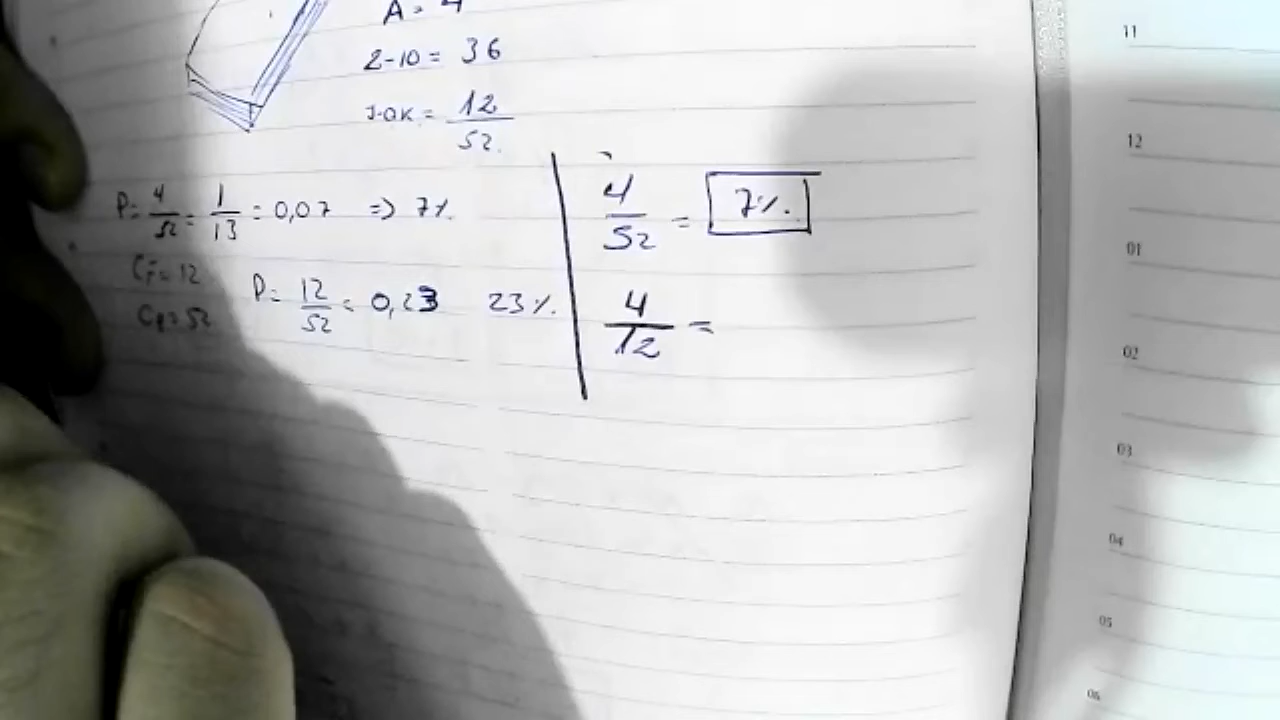 A = 4
2-10 = 36
J-QK = 12
52
P= 4/52 = 1/13 = 0,07 => 7%
Cf = 12
Cp = 52
P= 12/52 = 0,23 23%
4/52 = 7%
4/12 =
11
12
01
02
03
04
05
06